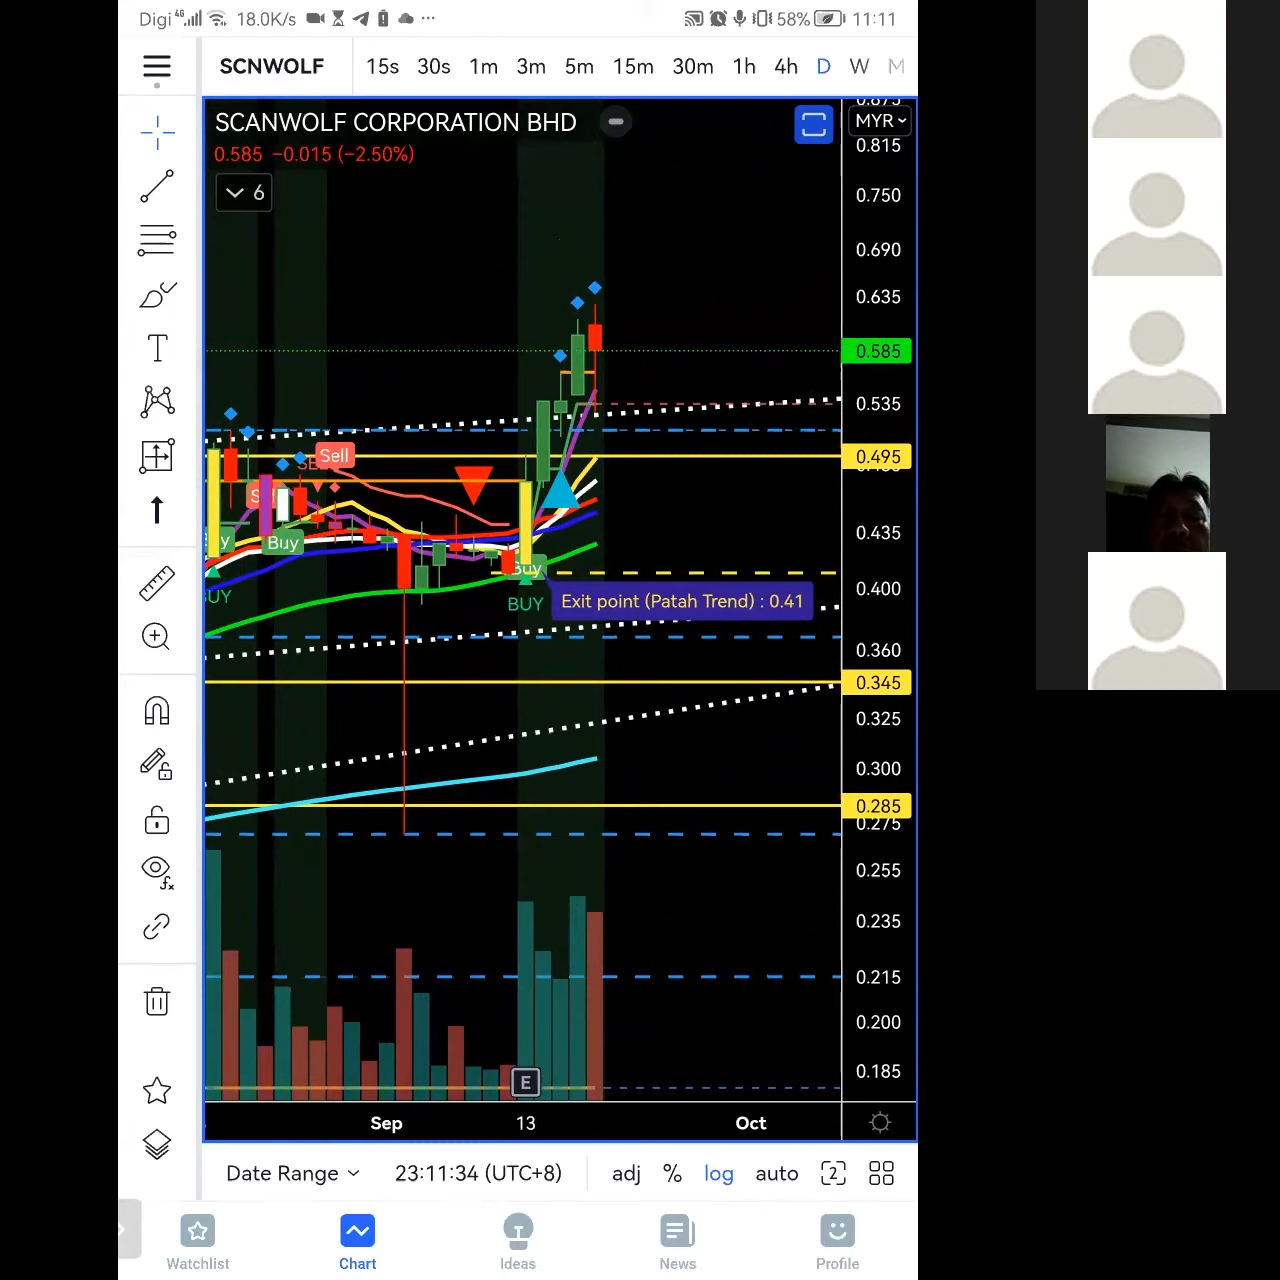 Digi 4G 18.0K/s ... 58% 11:11
SCNWOLF 15s 30s 1m 3m 5m 15m 30m 1h 4h D W M
SCANWOLF CORPORATION BHD
MYR
0.585 −0.015 (−2.50%)
6
0.875
0.815
0.750
0.690
0.635
0.585
0.535
0.495
0.435
0.400
0.360
0.345
0.325
0.300
0.285
0.275
0.255
0.235
0.215
0.200
0.185
Sell
Buy
Buy
BUY
BUY
Exit point (Patah Trend) : 0.41
E
Sep 13 Oct
Date Range 23:11:34 (UTC+8) adj % log auto 2
Watchlist Chart Ideas News Profile